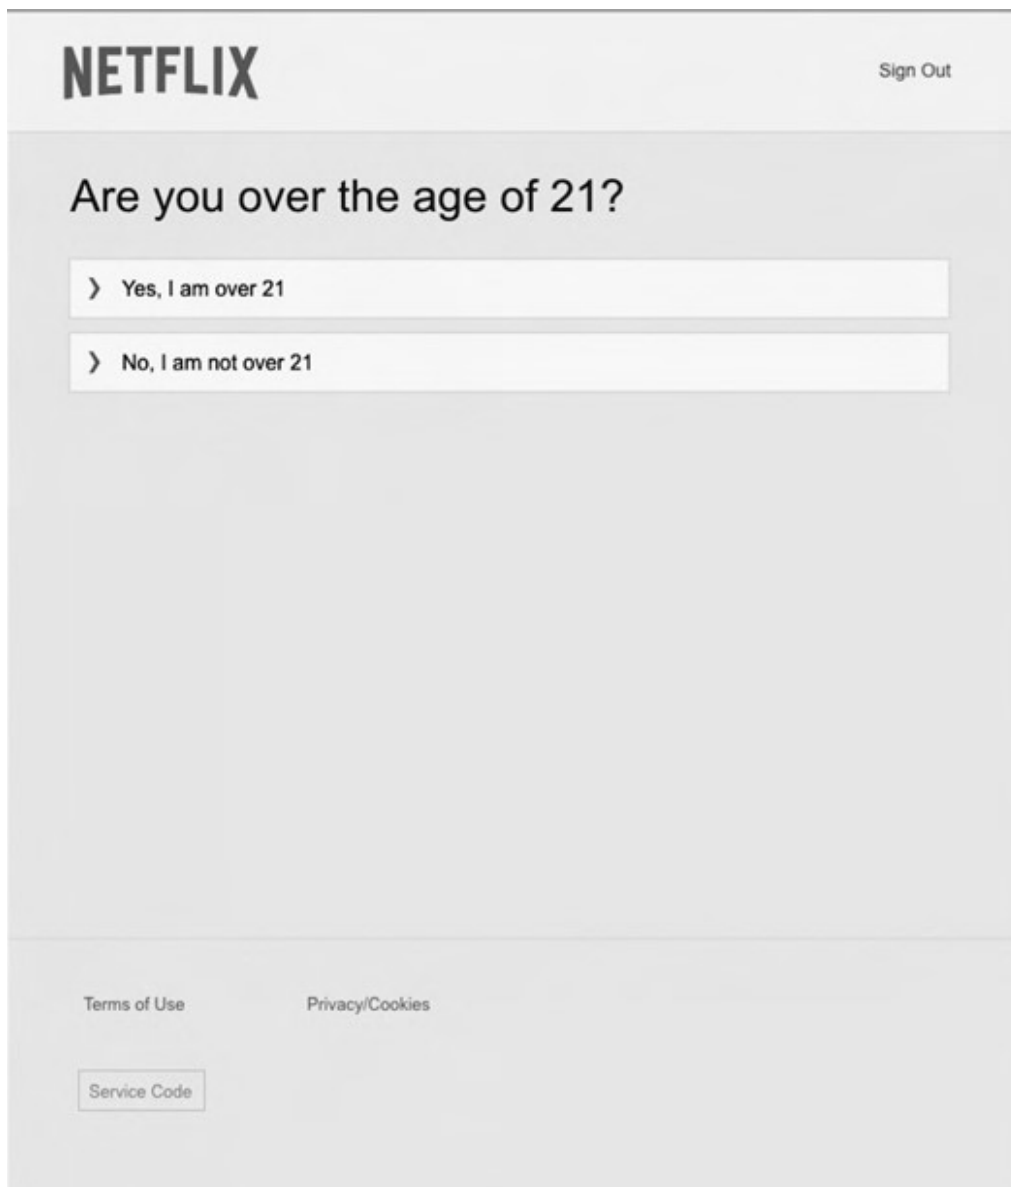 NETFLIX
Sign Out
Are you over the age of 21?
Yes, I am over 21
No, I am not over 21
Terms of Use
Privacy/Cookies
Service Code